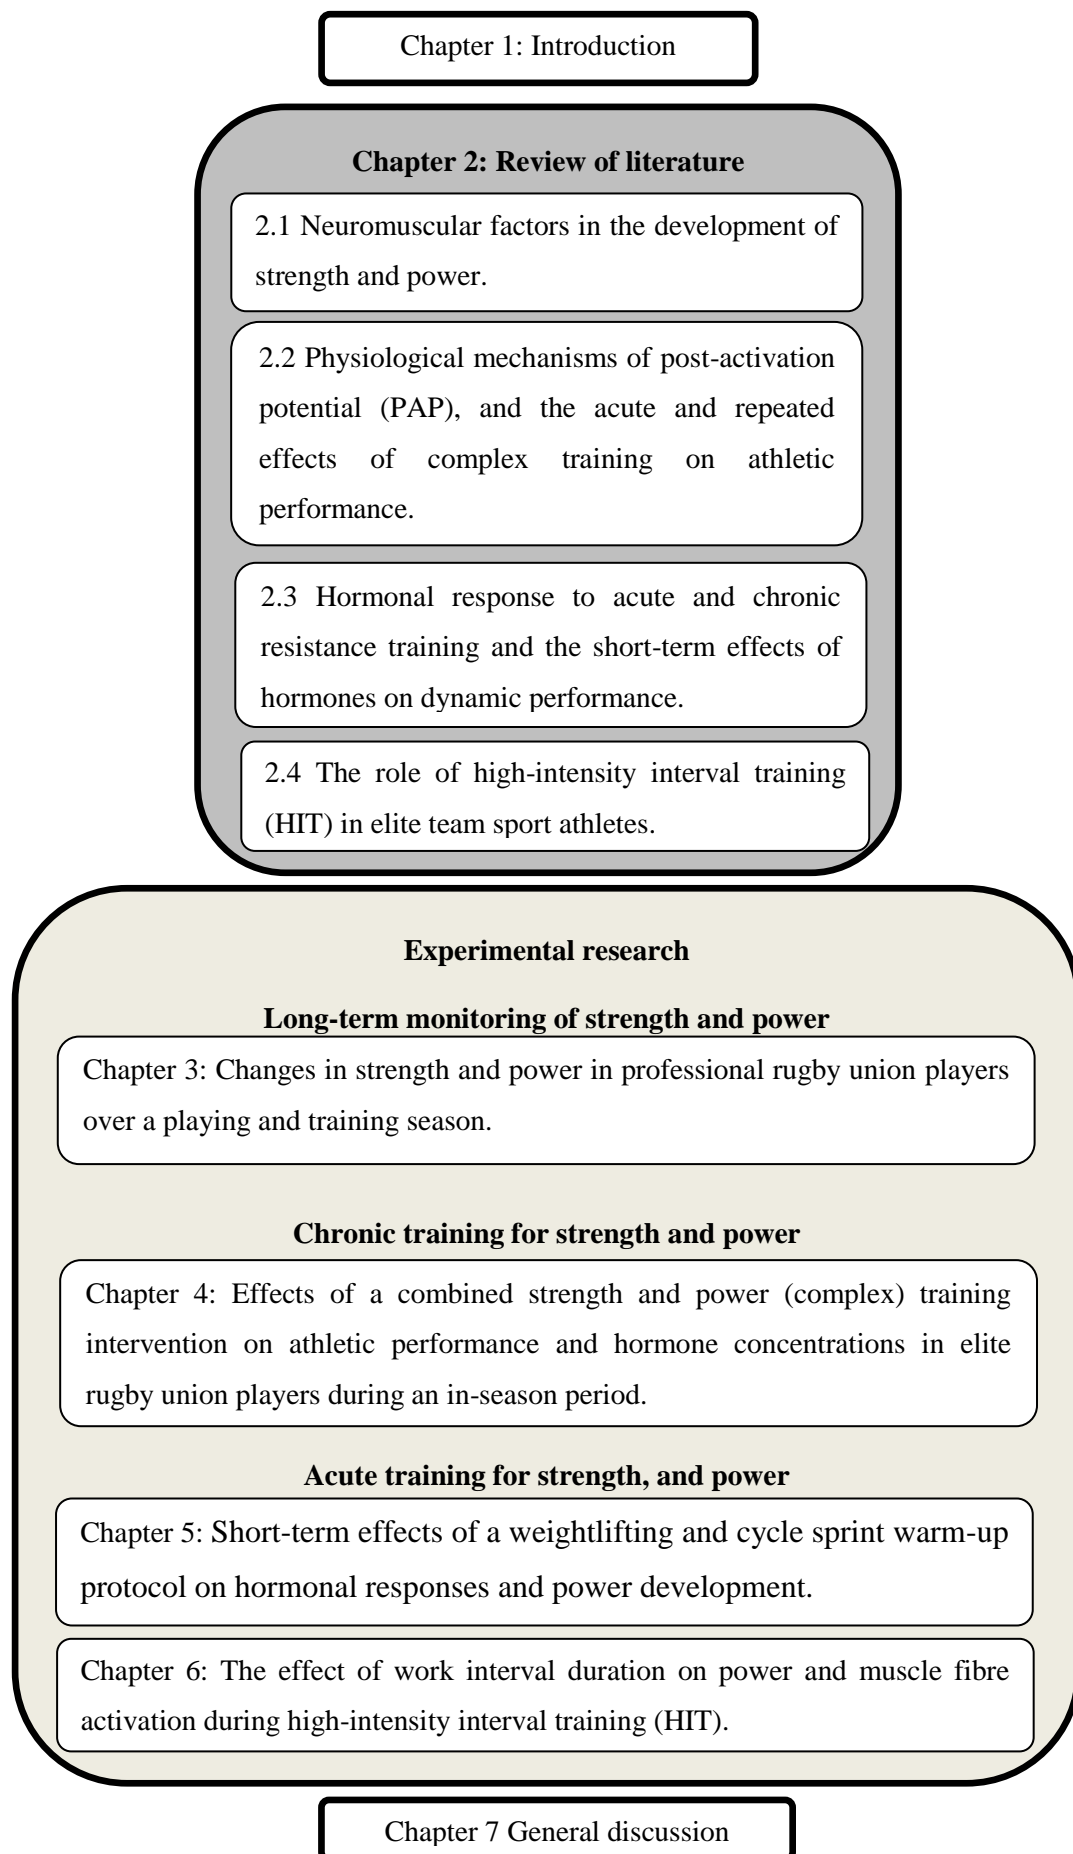 Chapter 1: Introduction
Chapter 2: Review of literature
2.1 Neuromuscular factors in the development of
strength and power.
2.2 Physiological mechanisms of post-activation
potential (PAP), and the acute and repeated
effects of complex training on athletic
performance.
2.3 Hormonal response to acute and chronic
resistance training and the short-term effects of
hormones on dynamic performance.
2.4 The role of high-intensity interval training
(HIT) in elite team sport athletes.
Experimental research
Long-term monitoring of strength and power
Chapter 3: Changes in strength and power in professional rugby union players
over a playing and training season.
Chronic training for strength and power
Chapter 4: Effects of a combined strength and power (complex) training
intervention on athletic performance and hormone concentrations in elite
rugby union players during an in-season period.
Acute training for strength, and power
Chapter 5: Short-term effects of a weightlifting and cycle sprint warm-up
protocol on hormonal responses and power development.
Chapter 6: The effect of work interval duration on power and muscle fibre
activation during high-intensity interval training (HIT).
Chapter 7 General discussion